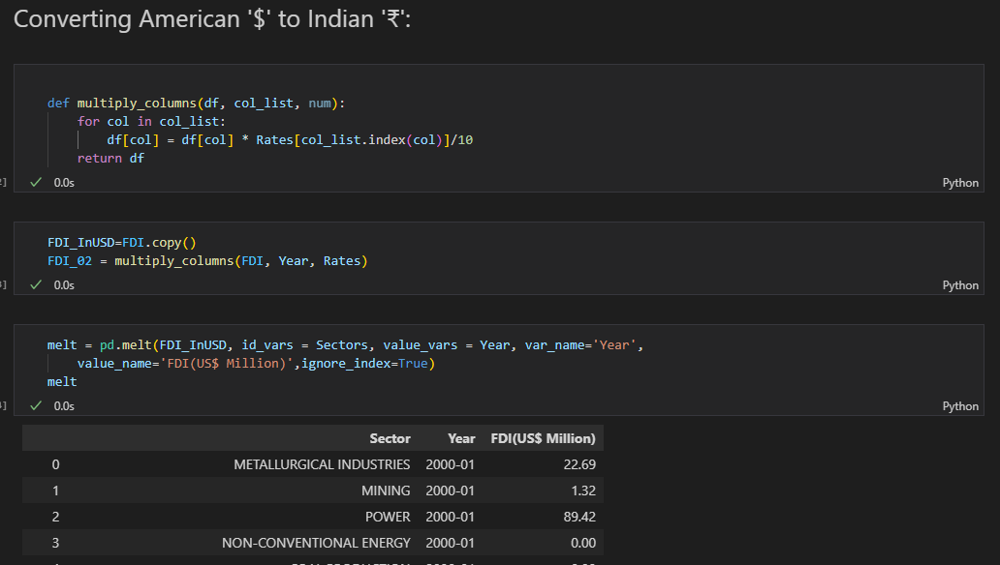 Converting American '$' to Indian '₹':
def multiply_columns(df, col_list, num):
for col in col_list:
df[col] = df[col] * Rates[col_list.index(col)]/10
return df
0.0s
Python
FDI_InUSD=FDI.copy()
FDI_02 = multiply_columns(FDI, Year, Rates)
0.0s
Python
melt = pd.melt(FDI_InUSD, id_vars = Sectors, value_vars = Year, var_name='Year',
value_name='FDI(US$ Million)',ignore_index=True)
melt
0.0s
Python
Sector Year FDI(US$ Million)
0 METALLURGICAL INDUSTRIES 2000-01 22.69
1 MINING 2000-01 1.32
2 POWER 2000-01 89.42
3 NON-CONVENTIONAL ENERGY 2000-01 0.00